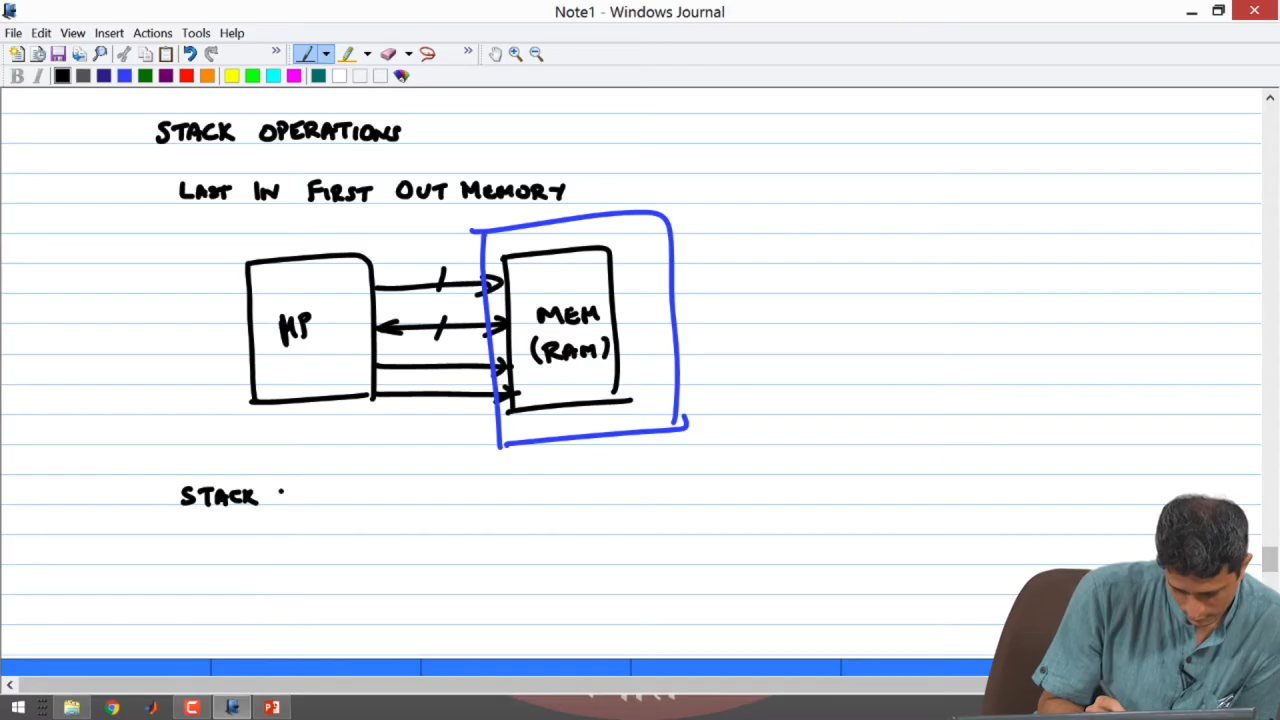 Note1 - Windows Journal
File Edit View Insert Actions Tools Help
B I
STACK OPERATIONS
LAST IN FIRST OUT MEMORY
μP
MEM
(RAM)
STACK